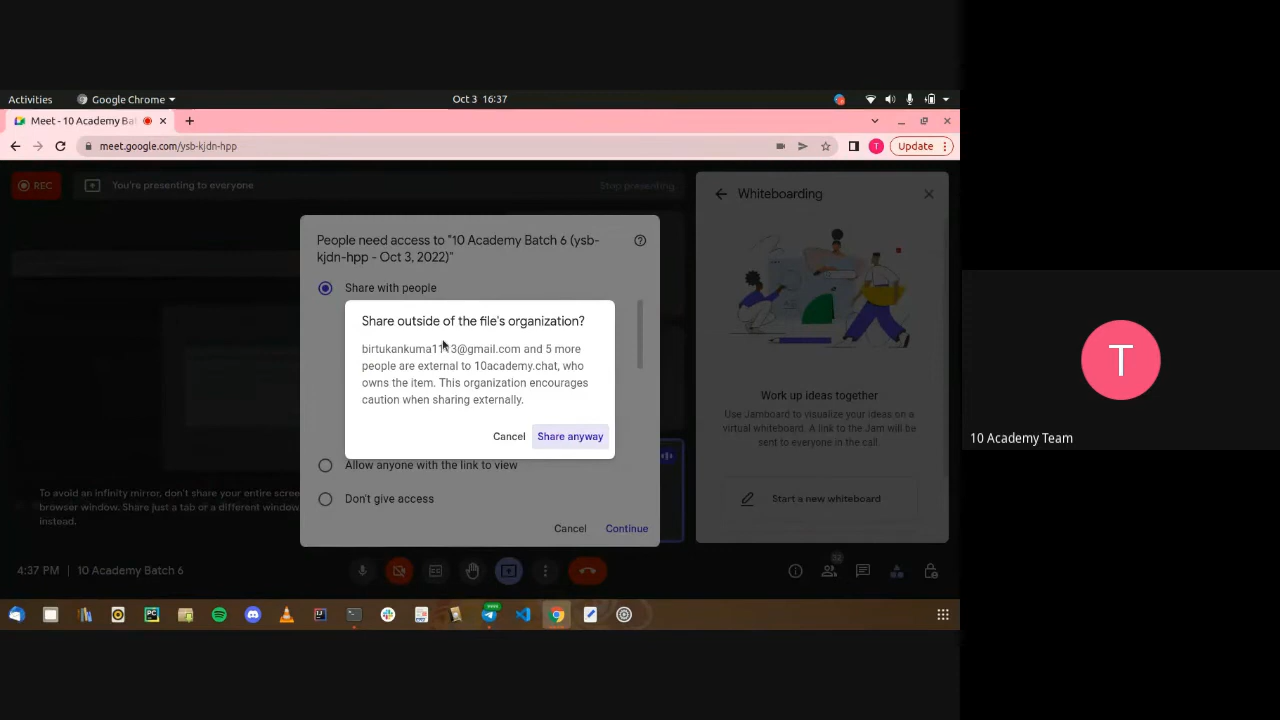 Activities
Google Chrome
Oct 3 16:37
Meet - 10 Academy Bat
meet.google.com/ysb-kjdn-hpp
T
Update
REC
You're presenting to everyone
Stop presenting
Whiteboarding
People need access to "10 Academy Batch 6 (ysb-
kjdn-hpp - Oct 3, 2022)"
Share with people
Share outside of the file's organization?
birtukankuma1113@gmail.com and 5 more
people are external to 10academy.chat, who
owns the item. This organization encourages
caution when sharing externally.
Cancel
Share anyway
Allow anyone with the link to view
Don't give access
Cancel
Continue
To avoid an infinity mirror, don't share your entire scree
browser window. Share just a tab or a different window
instead.
Work up ideas together
Use Jamboard to visualize your ideas on a
virtual whiteboard. A link to the Jam will be
sent to everyone in the call.
Start a new whiteboard
4:37 PM | 10 Academy Batch 6
T
10 Academy Team